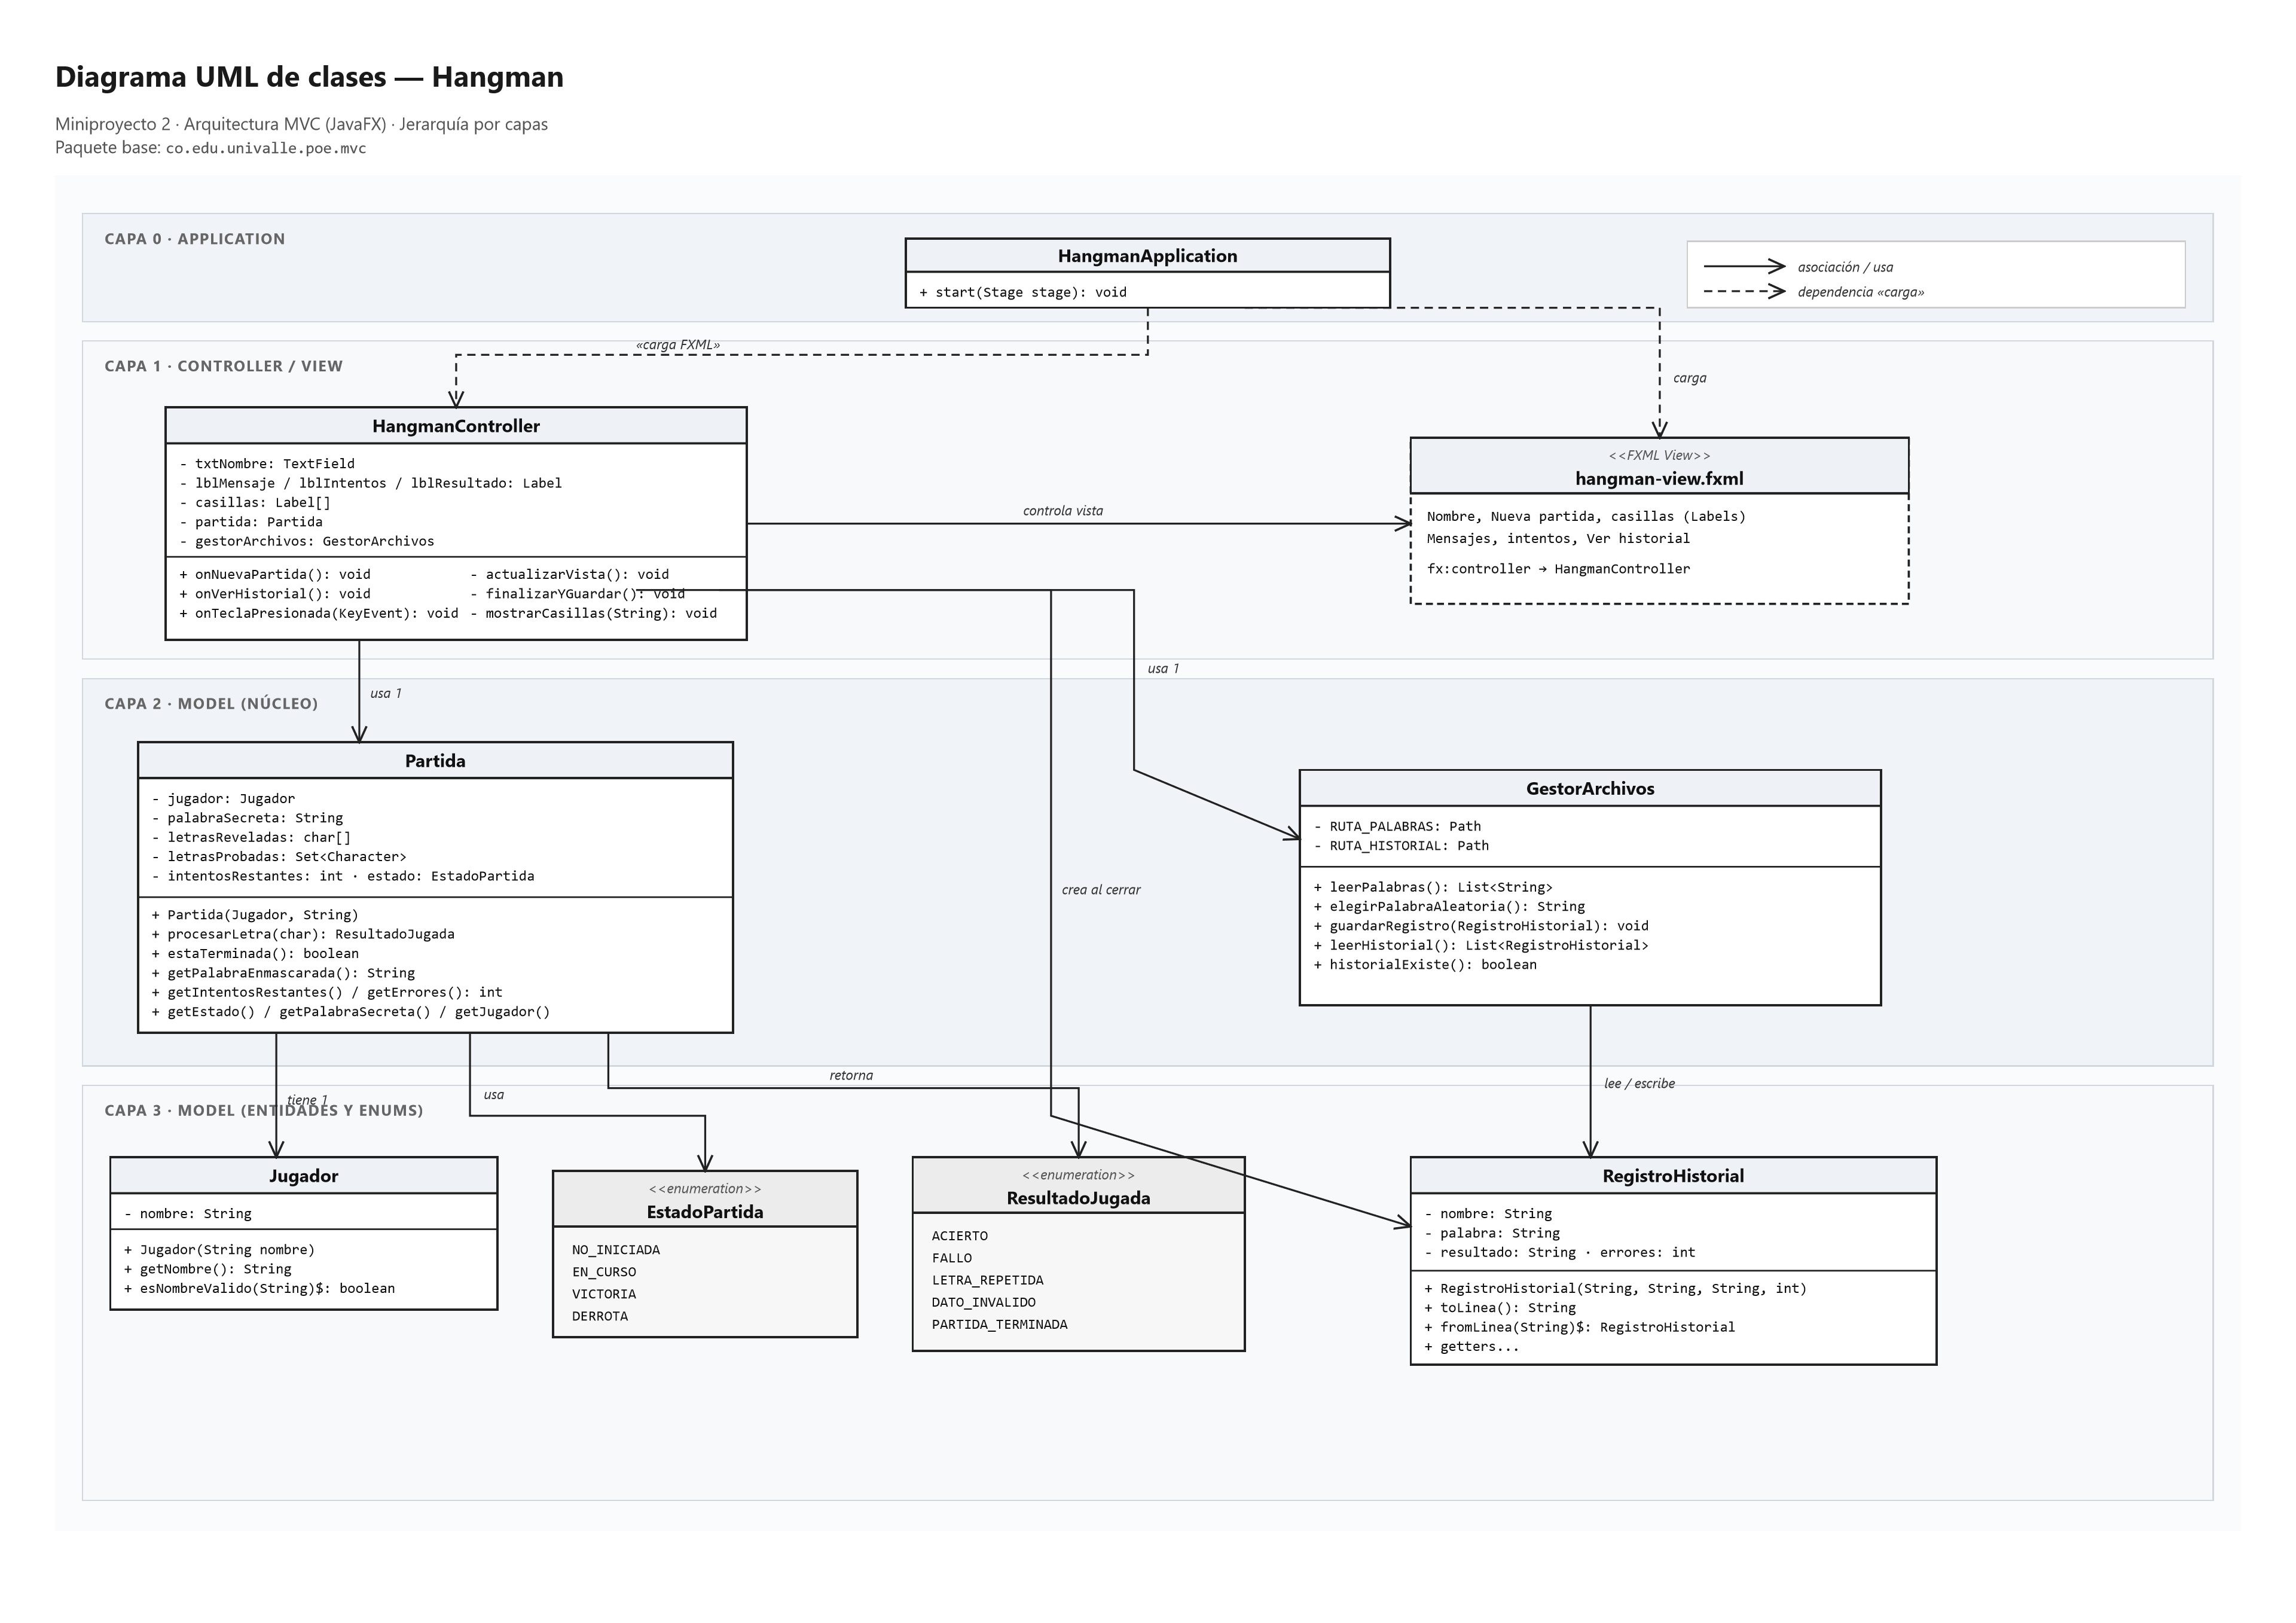 Diagrama UML de clases — Hangman
Miniproyecto 2 · Arquitectura MVC (JavaFX) · Jerarquía por capas
Paquete base: co.edu.univalle.poe.mvc
CAPA 0 · APPLICATION
HangmanApplication
+ start(Stage stage): void
asociación / usa
dependencia «carga»
«carga FXML»
CAPA 1 · CONTROLLER / VIEW
carga
HangmanController
- txtNombre: TextField
- lblMensaje / lblIntentos / lblResultado: Label
- casillas: Label[]
- partida: Partida
- gestorArchivos: GestorArchivos
+ onNuevaPartida(): void
+ onVerHistorial(): void
+ onTeclaPresionada(KeyEvent): void
- actualizarVista(): void
- finalizarYGuardar(): void
- mostrarCasillas(String): void
controla vista
<<FXML View>>
hangman-view.fxml
Nombre, Nueva partida, casillas (Labels)
Mensajes, intentos, Ver historial
fx:controller → HangmanController
usa 1
usa 1
CAPA 2 · MODEL (NÚCLEO)
Partida
- jugador: Jugador
- palabraSecreta: String
- letrasReveladas: char[]
- letrasProbadas: Set<Character>
- intentosRestantes: int · estado: EstadoPartida
+ Partida(Jugador, String)
+ procesarLetra(char): ResultadoJugada
+ estaTerminada(): boolean
+ getPalabraEnmascarada(): String
+ getIntentosRestantes() / getErrores(): int
+ getEstado() / getPalabraSecreta() / getJugador()
crea al cerrar
GestorArchivos
- RUTA_PALABRAS: Path
- RUTA_HISTORIAL: Path
+ leerPalabras(): List<String>
+ elegirPalabraAleatoria(): String
+ guardarRegistro(RegistroHistorial): void
+ leerHistorial(): List<RegistroHistorial>
+ historialExiste(): boolean
retorna
lee / escribe
usa
tiene 1
CAPA 3 · MODEL (ENTIDADES Y ENUMS)
Jugador
- nombre: String
+ Jugador(String nombre)
+ getNombre(): String
+ esNombreValido(String)$: boolean
<<enumeration>>
EstadoPartida
NO_INICIADA
EN_CURSO
VICTORIA
DERROTA
<<enumeration>>
ResultadoJugada
ACIERTO
FALLO
LETRA_REPETIDA
DATO_INVALIDO
PARTIDA_TERMINADA
RegistroHistorial
- nombre: String
- palabra: String
- resultado: String · errores: int
+ RegistroHistorial(String, String, String, int)
+ toLinea(): String
+ fromLinea(String)$: RegistroHistorial
+ getters...